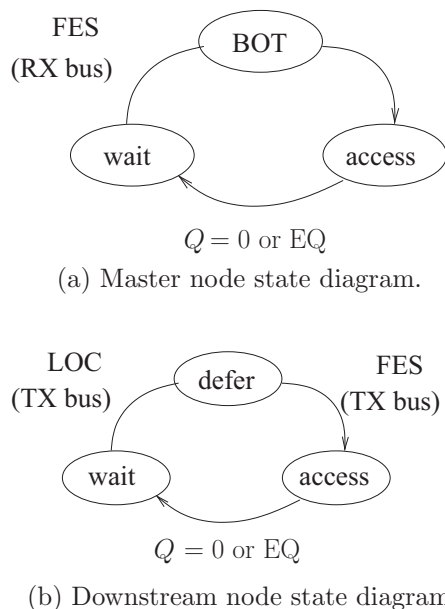 FES
(RX bus)
BOT
wait
access
Q = 0 or EQ
(a) Master node state diagram.
LOC
(TX bus)
defer
FES
(TX bus)
wait
access
Q = 0 or EQ
(b) Downstream node state diagram